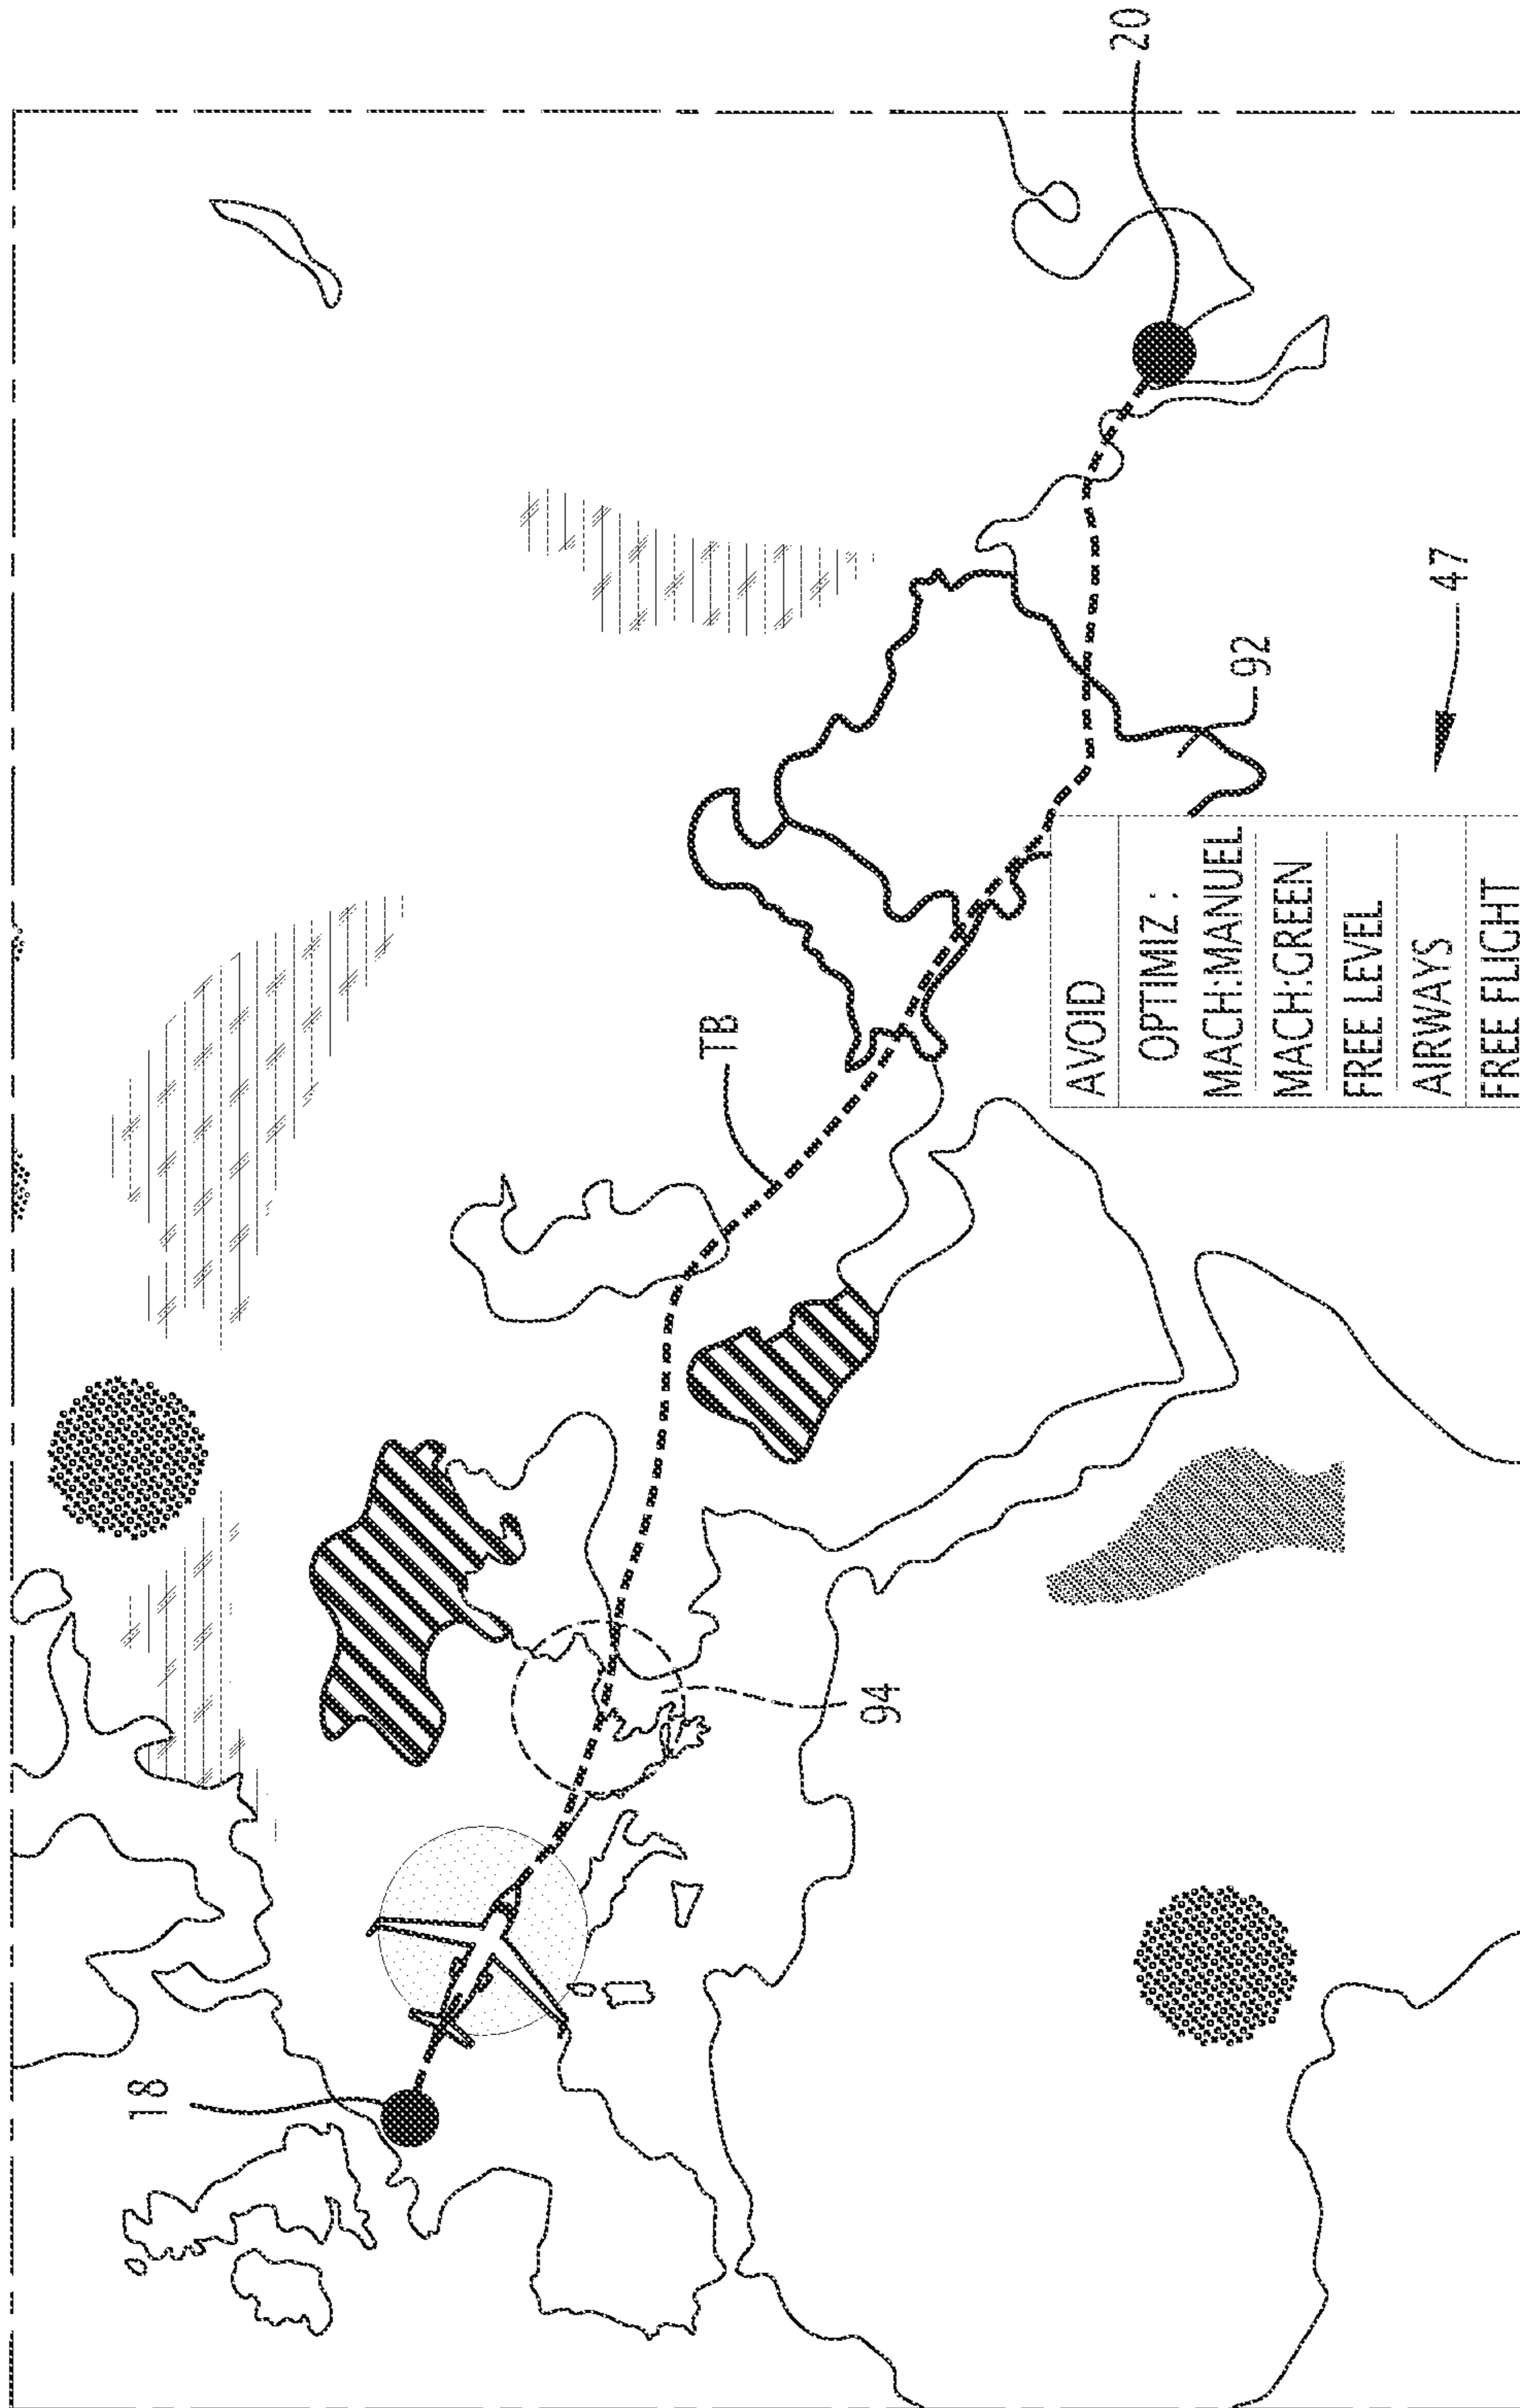 18
94
TB
92
20
47
AVOID
OPTIMIZ :
MACH:MANUEL
MACH:GREEN
FREE LEVEL
AIRWAYS
FREE FLIGHT